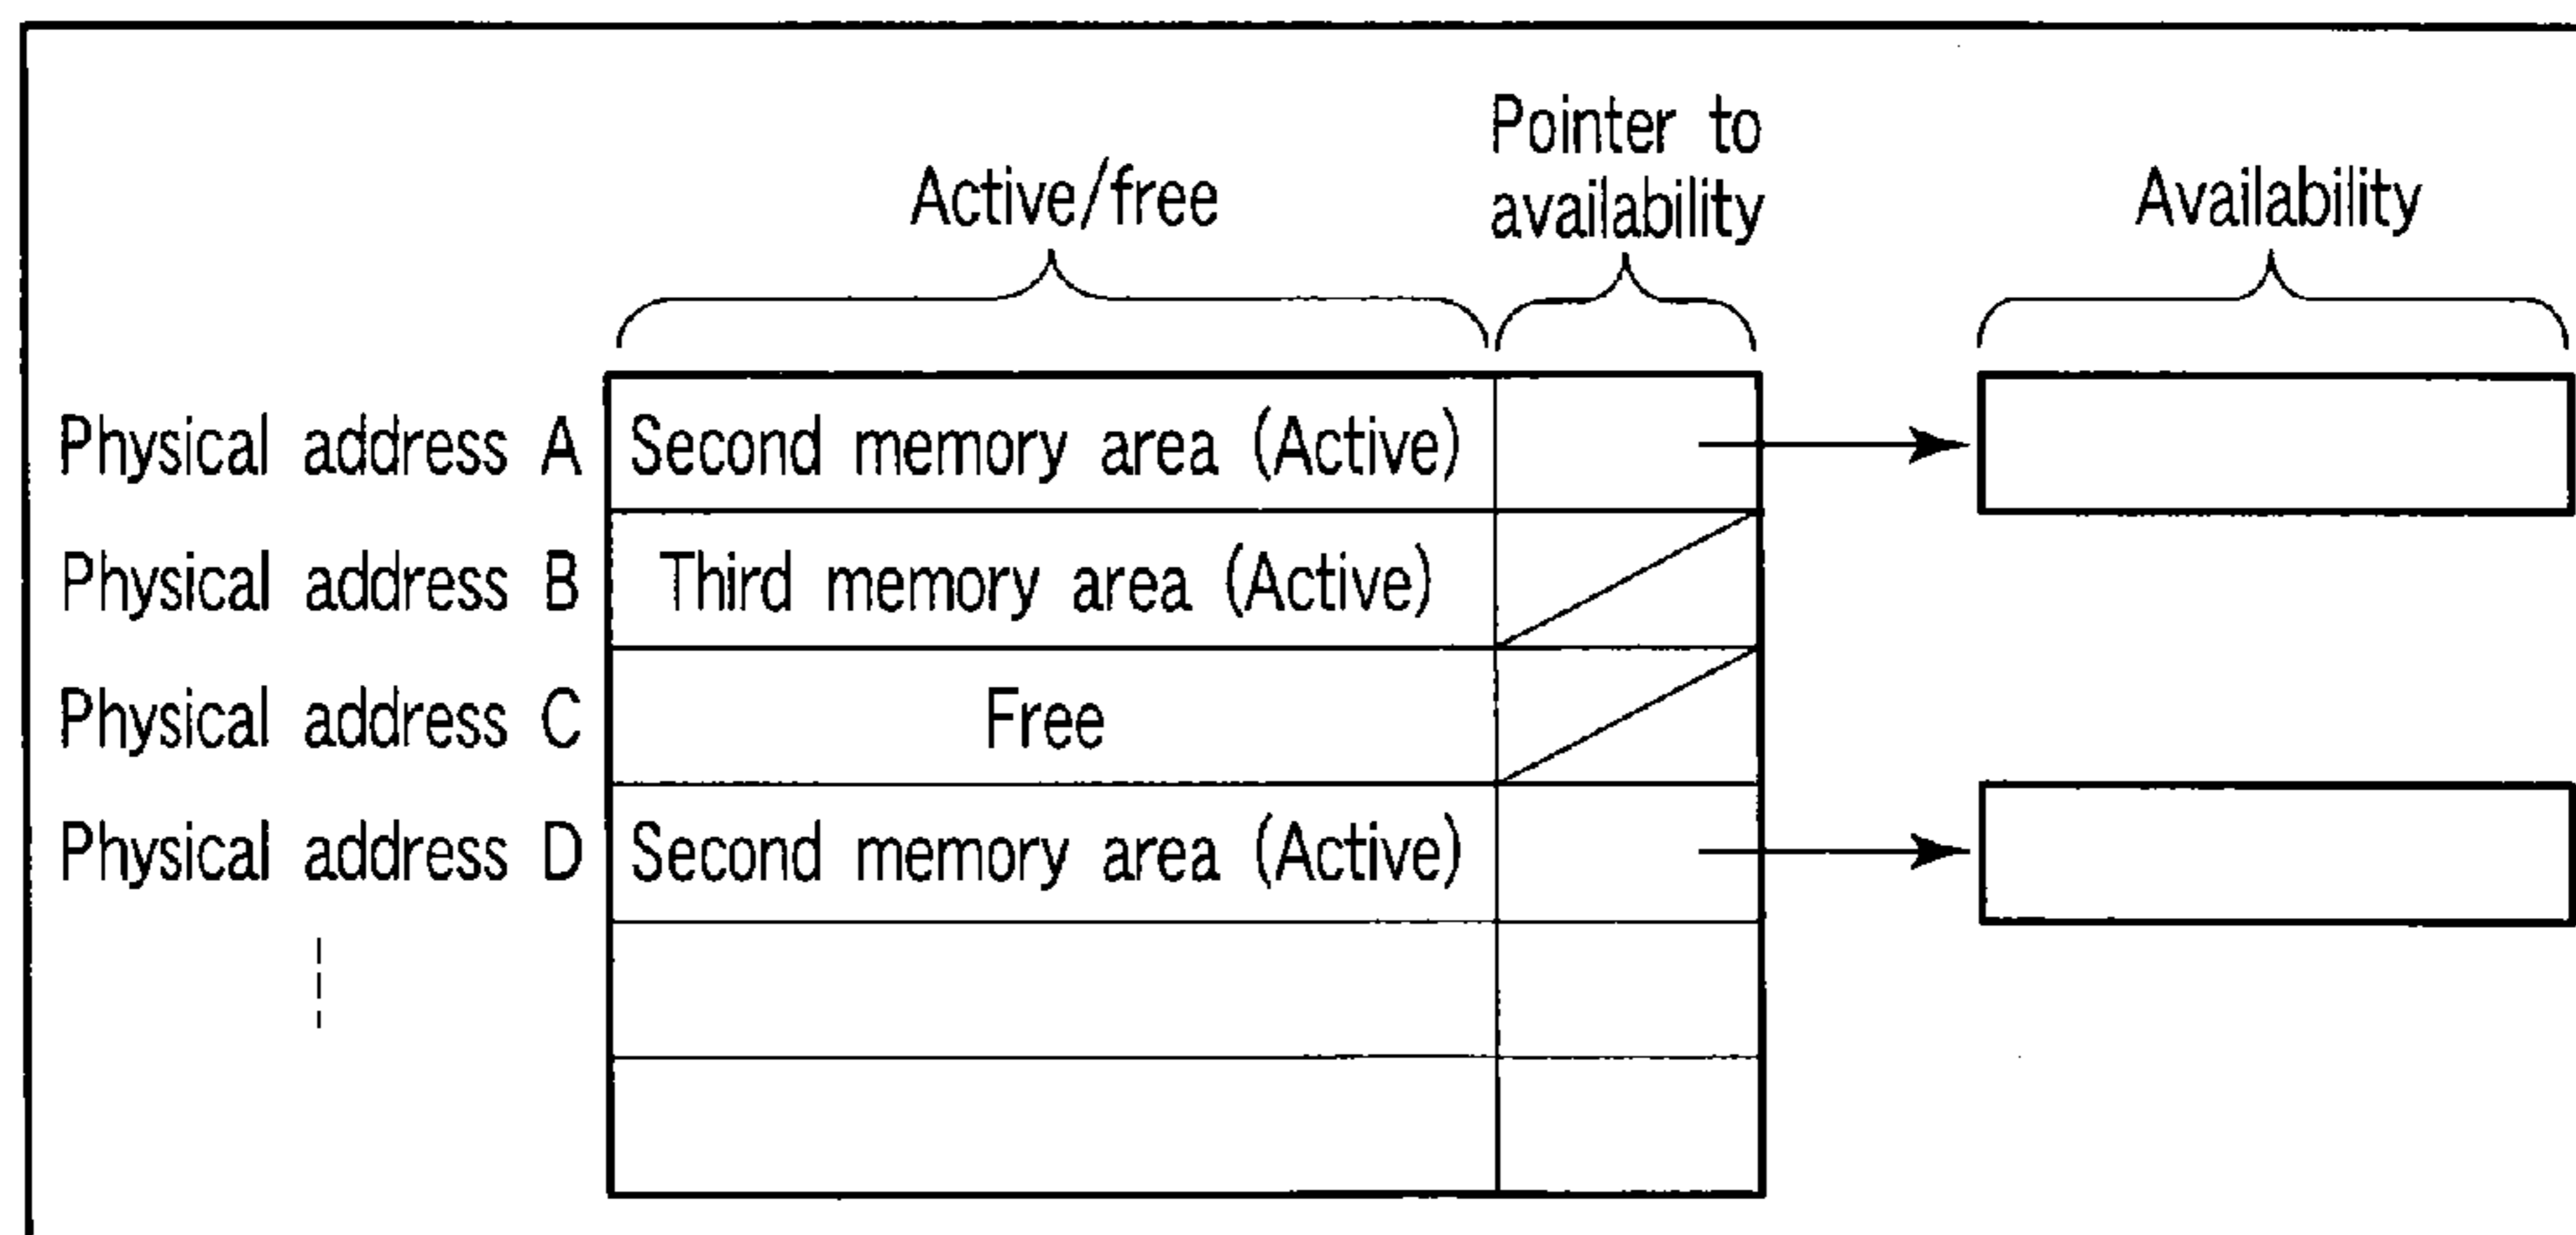 Pointer to
Active/free availability Availability
Physical address A Second memory area (Active)
Physical address B Third memory area (Active)
Physical address C Free
Physical address D Second memory area (Active)